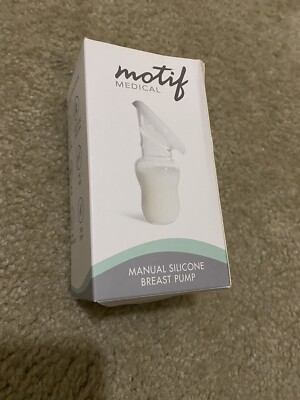 motif
MEDICAL
MANUAL SILICONE
BREAST PUMP